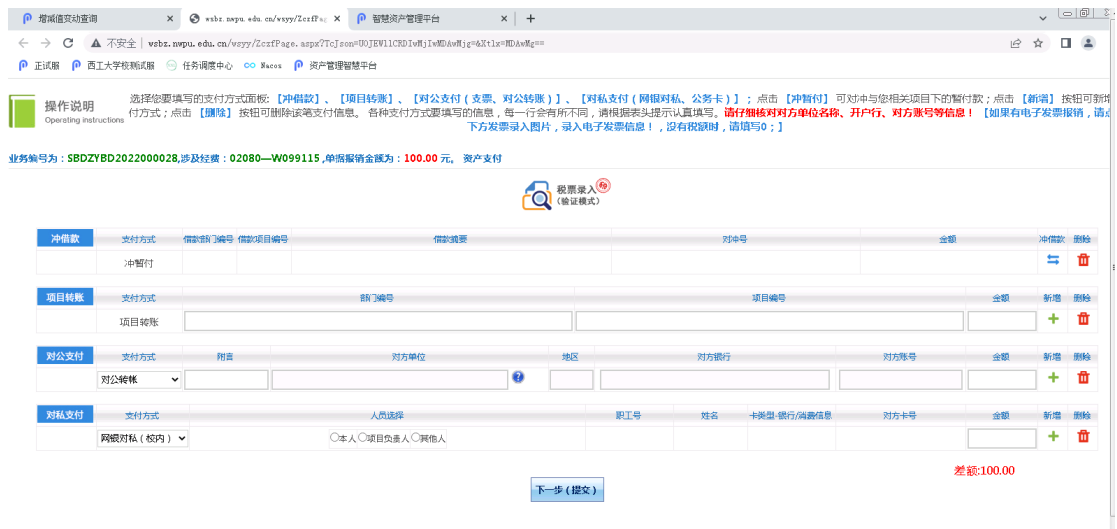 增减值变动查询
wsbz.nwpu.edu.cn/wsyy/ZczfPag
智慧资产管理平台
不安全 wsbz.nwpu.edu.cn/wsyy/ZczfPage.aspx?TcJson=U0JEWllCRDIwMjIwMDAwMjg=&Xtlx=MDAwMg==
正试服 西工大学校测试服 任务调度中心 Nacos 资产管理智慧平台
操作说明
Operating instructions
选择您要填写的支付方式面板: 【冲借款】、【项目转账】、【对公支付(支票、对公转账)】、【对私支付(网银对私、公务卡)】;点击 【冲暂付】 可对冲与您相关项目下的暂付款;点击 【新增】 按钮可新增
付方式;点击 【删除】 按钮可删除该笔支付信息。 各种支付方式要填写的信息,每一行会有所不同,请根据表头提示认真填写。请仔细核对对方单位名称、开户行、对方账号等信息!【如果有电子发票报销,请点
下方发票录入图片,录入电子发票信息!,没有税额时,请填写0;】
业务编号为:SBDZYBD2022000028,涉及经费:02080—W099115 ,单据报销金额为:100.00 元。 资产支付
税票录入
(验证模式)
冲借款 支付方式 借款部门编号 借款项目编号 借款摘要 对冲号 金额 冲借款 删除
冲暂付
项目转账 支付方式 部门编号 项目编号 金额 新增 删除
项目转账
对公支付 支付方式 附言 对方单位 地区 对方银行 对方账号 金额 新增 删除
对公转帐
对私支付 支付方式 人员选择 职工号 姓名 卡类型-银行/消费信息 对方卡号 金额 新增 删除
网银对私(校内) 本人 项目负责人 其他人
差额:100.00
下一步(提交)